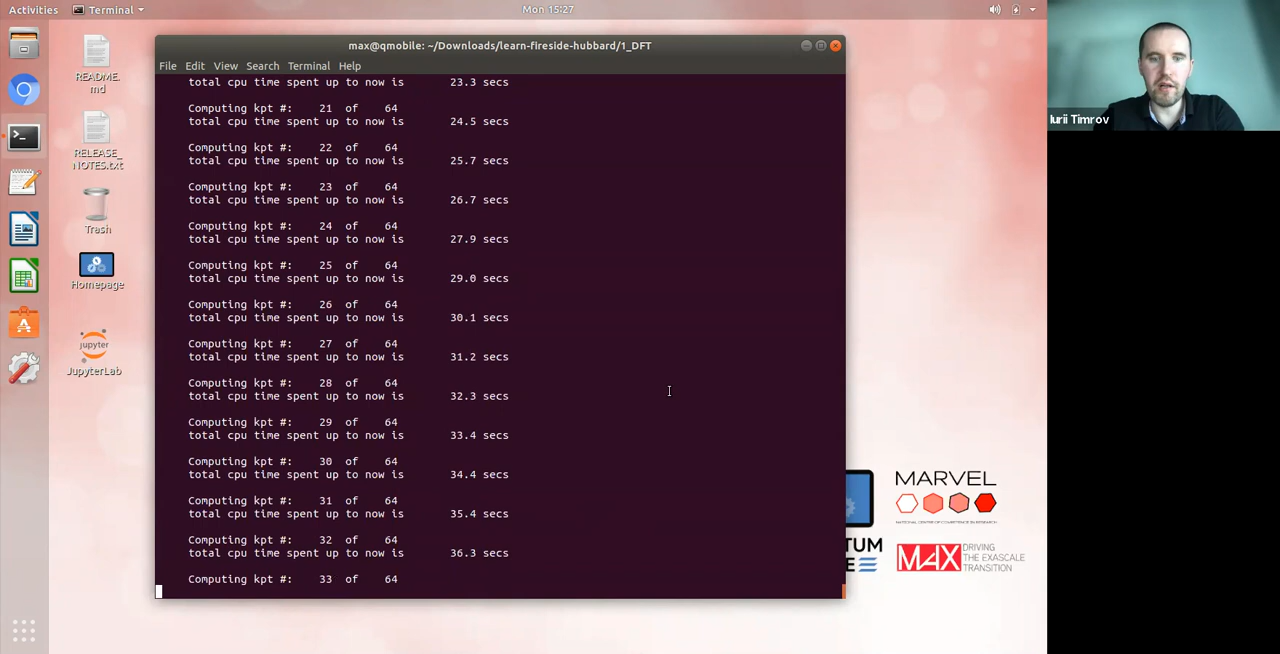 Activities
Terminal
Mon 15:27
max@qmobile: ~/Downloads/learn-fireside-hubbard/1_DFT
File Edit View Search Terminal Help
total cpu time spent up to now is 23.3 secs
Computing kpt #: 21 of 64
total cpu time spent up to now is 24.5 secs
Computing kpt #: 22 of 64
total cpu time spent up to now is 25.7 secs
Computing kpt #: 23 of 64
total cpu time spent up to now is 26.7 secs
Computing kpt #: 24 of 64
total cpu time spent up to now is 27.9 secs
Computing kpt #: 25 of 64
total cpu time spent up to now is 29.0 secs
Computing kpt #: 26 of 64
total cpu time spent up to now is 30.1 secs
Computing kpt #: 27 of 64
total cpu time spent up to now is 31.2 secs
Computing kpt #: 28 of 64
total cpu time spent up to now is 32.3 secs
Computing kpt #: 29 of 64
total cpu time spent up to now is 33.4 secs
Computing kpt #: 30 of 64
total cpu time spent up to now is 34.4 secs
Computing kpt #: 31 of 64
total cpu time spent up to now is 35.4 secs
Computing kpt #: 32 of 64
total cpu time spent up to now is 36.3 secs
Computing kpt #: 33 of 64
README.
md
RELEASE_
NOTES.txt
Trash
Homepage
jupyter
JupyterLab
MARVEL
NATIONAL CENTRE OF COMPETENCE IN RESEARCH
TUM
MAX
DRIVING
THE EXASCALE
TRANSITION
Iurii Timrov